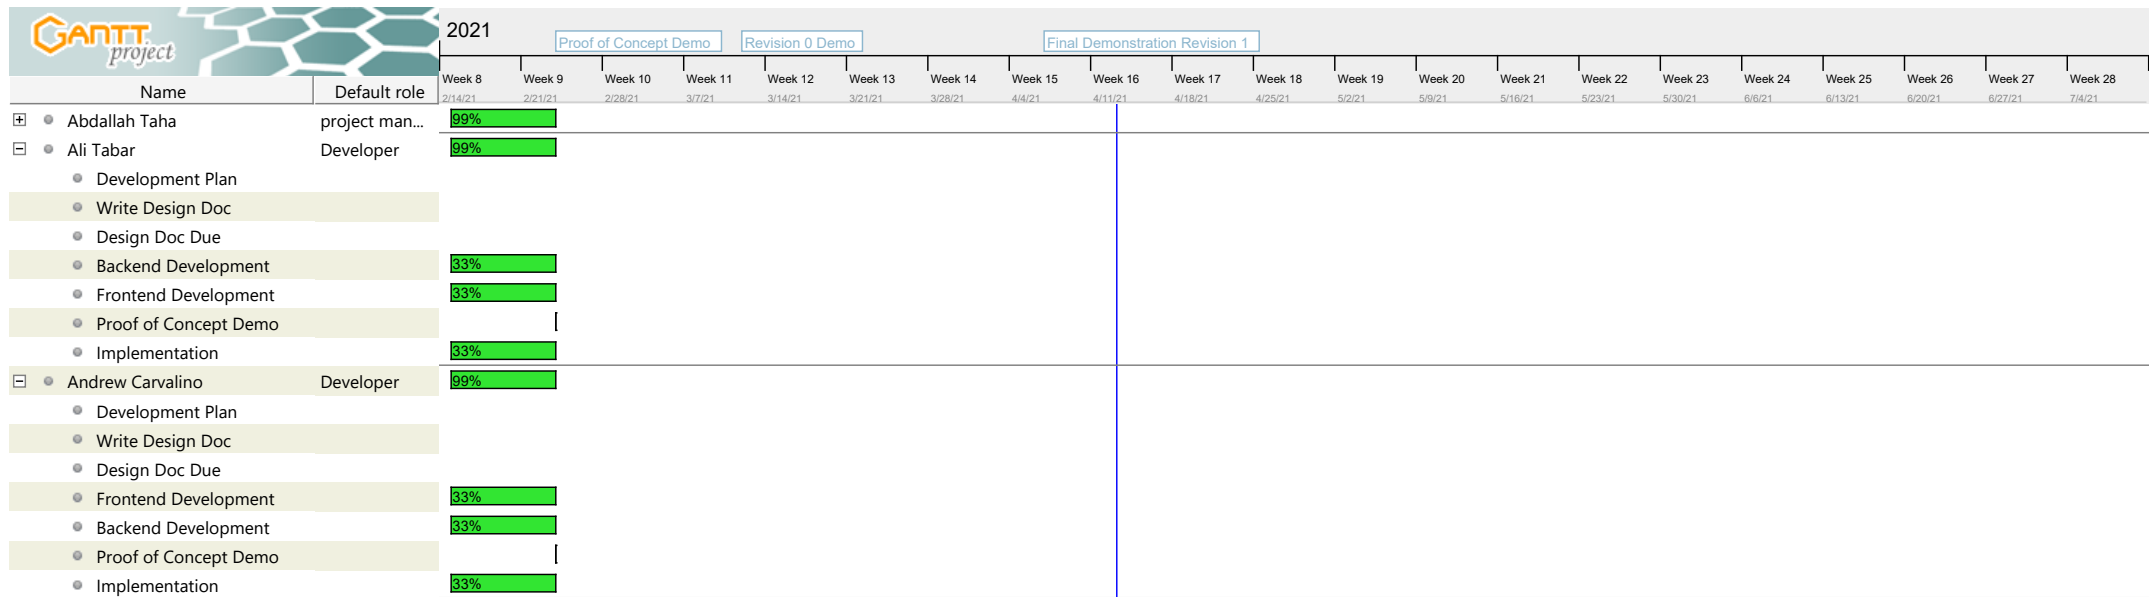 GANTT
project
2021
Proof of Concept Demo Revision 0 Demo Final Demonstration Revision 1
Week 8 Week 9 Week 10 Week 11 Week 12 Week 13 Week 14 Week 15 Week 16 Week 17 Week 18 Week 19 Week 20 Week 21 Week 22 Week 23 Week 24 Week 25 Week 26 Week 27 Week 28
Name Default role
2/14/21 2/21/21 2/28/21 3/7/21 3/14/21 3/21/21 3/28/21 4/4/21 4/11/21 4/18/21 4/25/21 5/2/21 5/9/21 5/16/21 5/23/21 5/30/21 6/6/21 6/13/21 6/20/21 6/27/21 7/4/21
Abdallah Taha project man... 99%
Ali Tabar Developer 99%
Development Plan
Write Design Doc
Design Doc Due
Backend Development 33%
Frontend Development 33%
Proof of Concept Demo
Implementation 33%
Andrew Carvalino Developer 99%
Development Plan
Write Design Doc
Design Doc Due
Frontend Development 33%
Backend Development 33%
Proof of Concept Demo
Implementation 33%